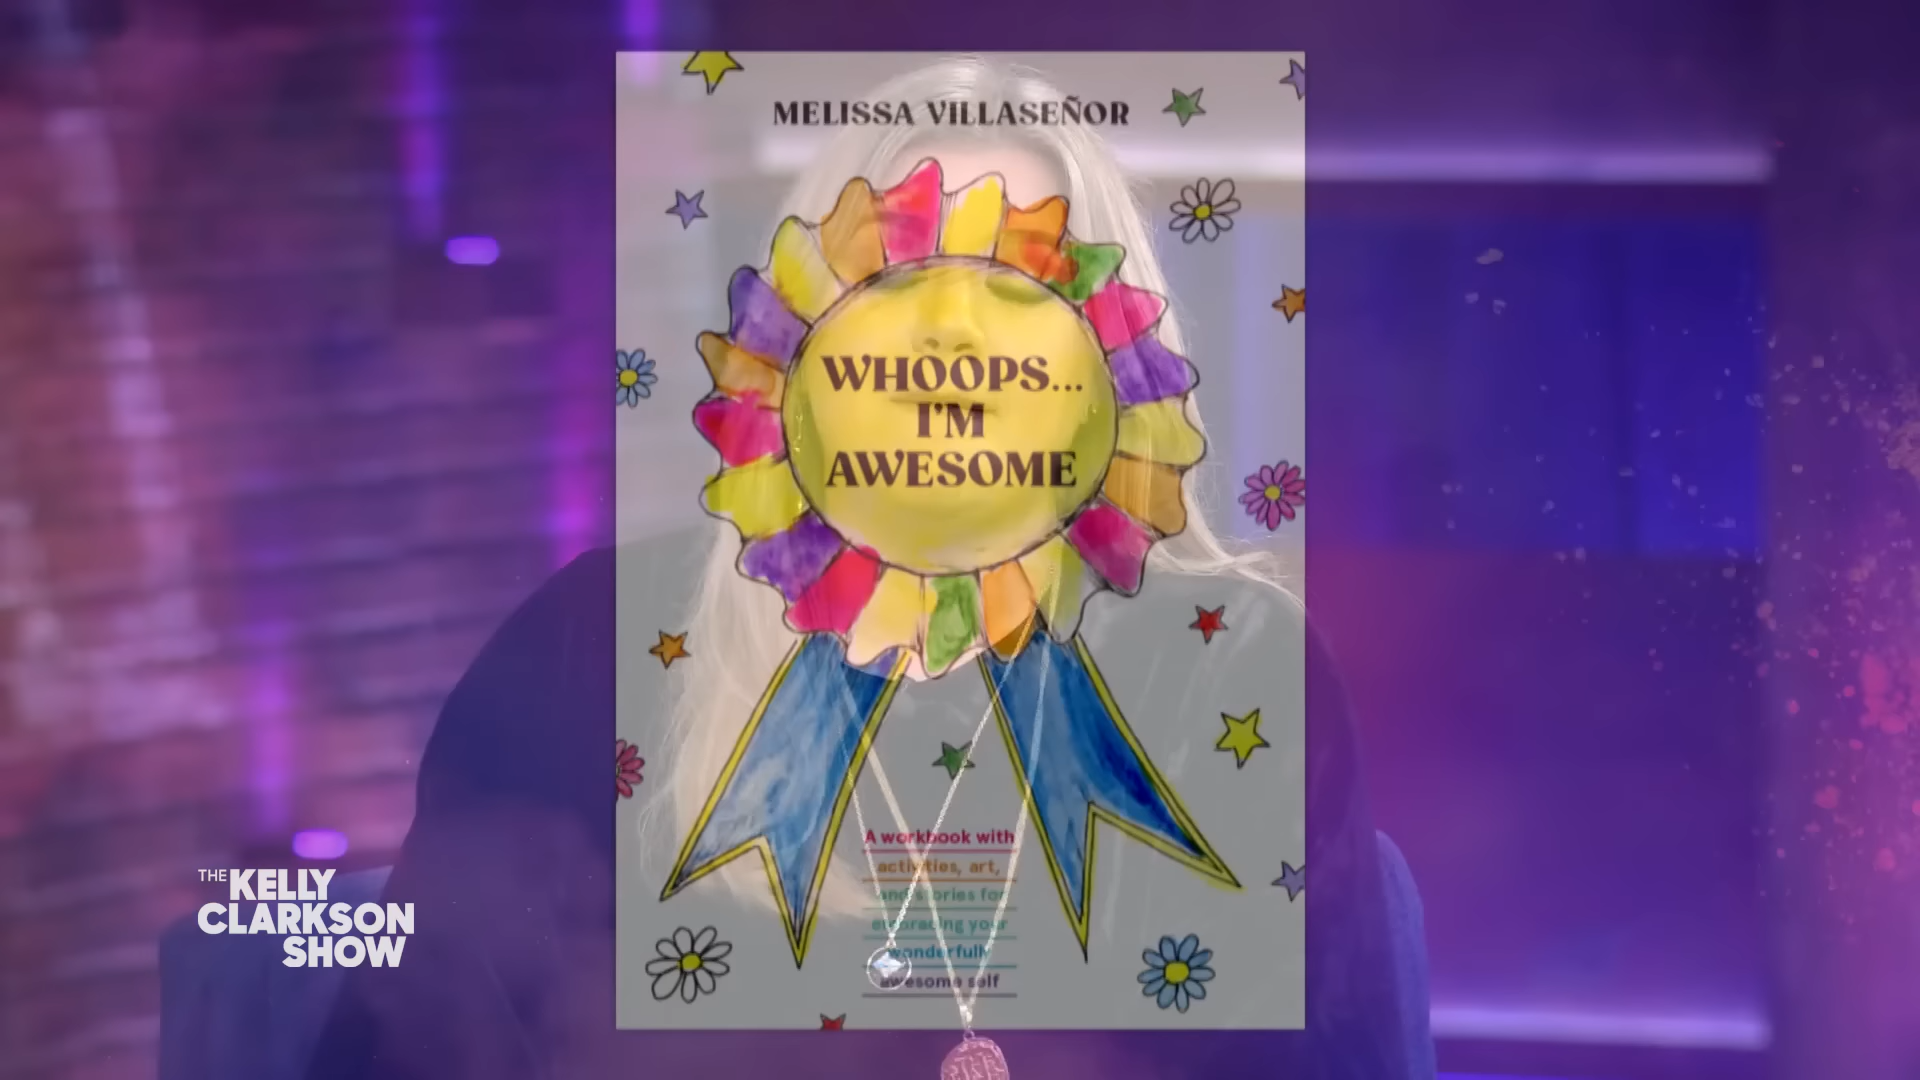 MELISSA VILLASEÑOR
WHOOPS...
I'M
AWESOME
A workbook with
activities, art,
and stories for
embracing your
wonderfully
awesome self
THE KELLY
CLARKSON
SHOW